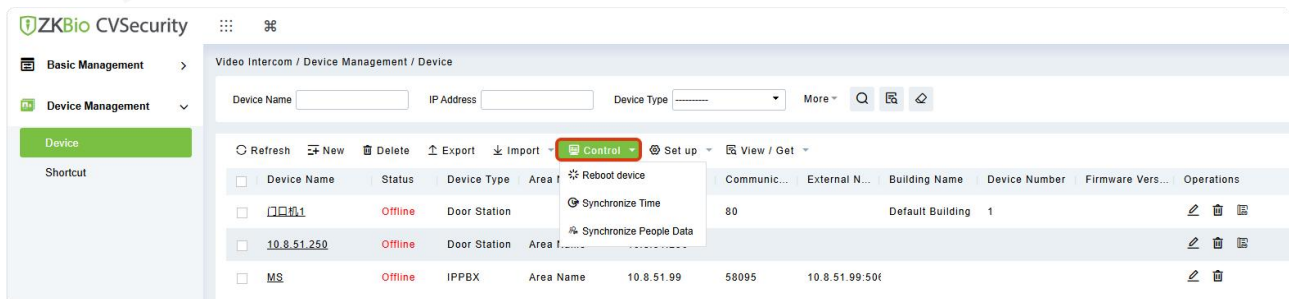 ZKBio CVSecurity
Basic Management
Device Management
Device
Shortcut
Video Intercom / Device Management / Device
Device Name IP Address Device Type ---------- More
Refresh New Delete Export Import Control Set up View / Get
Reboot device
Synchronize Time
Synchronize People Data
Device Name Status Device Type Area Communic... External N... Building Name Device Number Firmware Vers... Operations
门口机1 Offline Door Station 80 Default Building 1
10.8.51.250 Offline Door Station Area
MS Offline IPPBX Area Name 10.8.51.99 58095 10.8.51.99:506